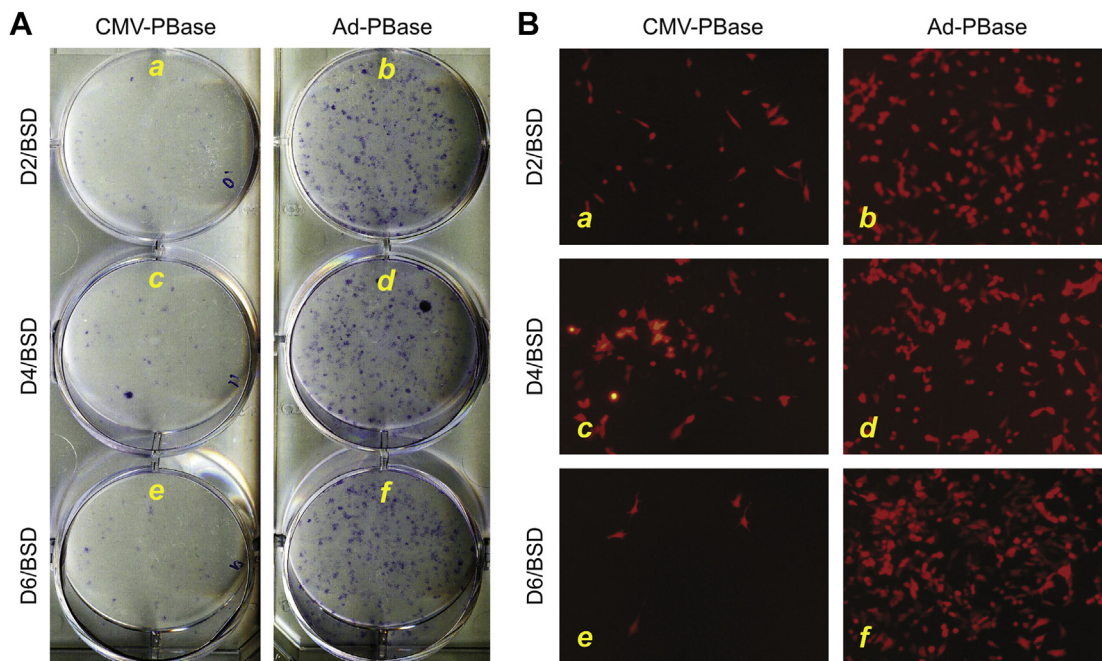 A
CMV-PBase
Ad-PBase
D2/BSD
a
b
D4/BSD
c
d
D6/BSD
e
f
B
CMV-PBase
Ad-PBase
D2/BSD
a
b
D4/BSD
c
d
D6/BSD
e
f